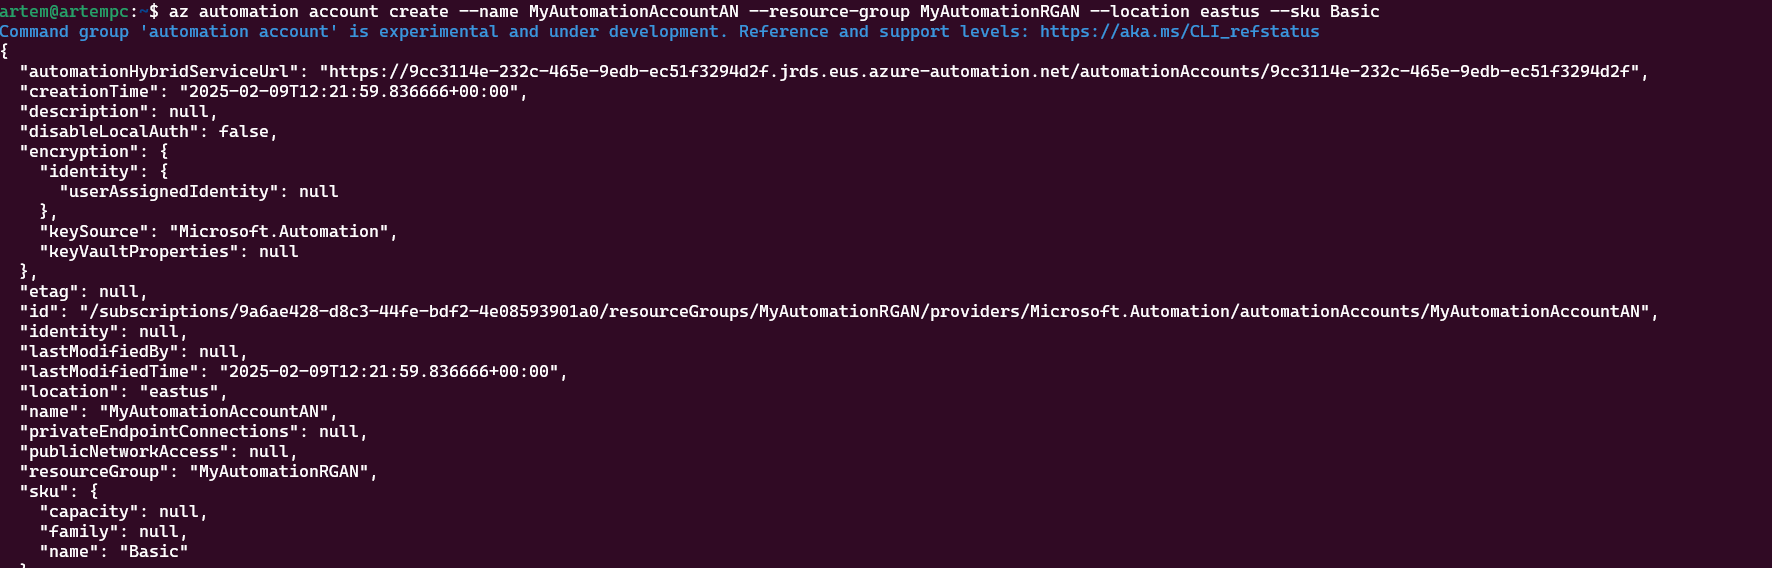 artem@artempc:~$ az automation account create --name MyAutomationAccountAN --resource-group MyAutomationRGAN --location eastus --sku Basic
Command group 'automation account' is experimental and under development. Reference and support levels: https://aka.ms/CLI_refstatus
{
  "automationHybridServiceUrl": "https://9cc3114e-232c-465e-9edb-ec51f3294d2f.jrds.eus.azure-automation.net/automationAccounts/9cc3114e-232c-465e-9edb-ec51f3294d2f",
  "creationTime": "2025-02-09T12:21:59.836666+00:00",
  "description": null,
  "disableLocalAuth": false,
  "encryption": {
    "identity": {
      "userAssignedIdentity": null
    },
    "keySource": "Microsoft.Automation",
    "keyVaultProperties": null
  },
  "etag": null,
  "id": "/subscriptions/9a6ae428-d8c3-44fe-bdf2-4e08593901a0/resourceGroups/MyAutomationRGAN/providers/Microsoft.Automation/automationAccounts/MyAutomationAccountAN",
  "identity": null,
  "lastModifiedBy": null,
  "lastModifiedTime": "2025-02-09T12:21:59.836666+00:00",
  "location": "eastus",
  "name": "MyAutomationAccountAN",
  "privateEndpointConnections": null,
  "publicNetworkAccess": null,
  "resourceGroup": "MyAutomationRGAN",
  "sku": {
    "capacity": null,
    "family": null,
    "name": "Basic"